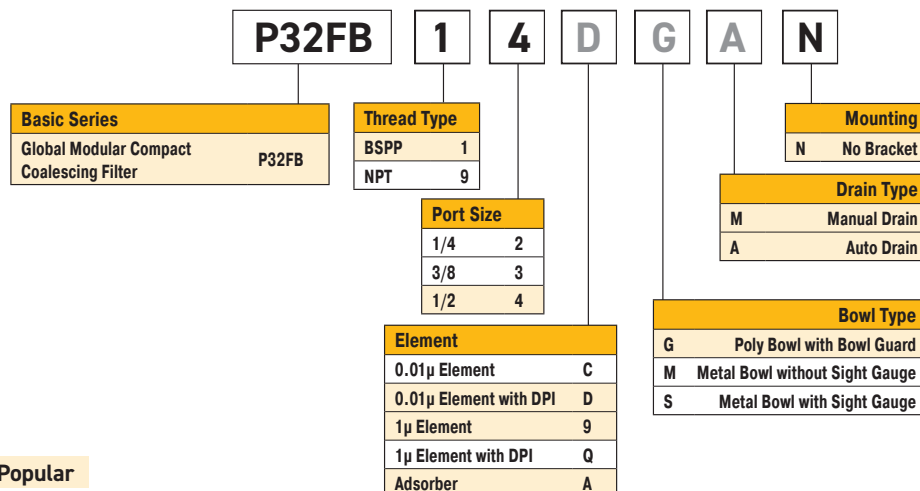 P32FB 1 4 D G A N
Basic Series
Global Modular Compact
Coalescing Filter P32FB
Thread Type
BSPP 1
NPT 9
Port Size
1/4 2
3/8 3
1/2 4
Element
0.01µ Element C
0.01µ Element with DPI D
1µ Element 9
1µ Element with DPI Q
Adsorber A
Mounting
N No Bracket
Drain Type
M Manual Drain
A Auto Drain
Bowl Type
G Poly Bowl with Bowl Guard
M Metal Bowl without Sight Gauge
S Metal Bowl with Sight Gauge
Popular